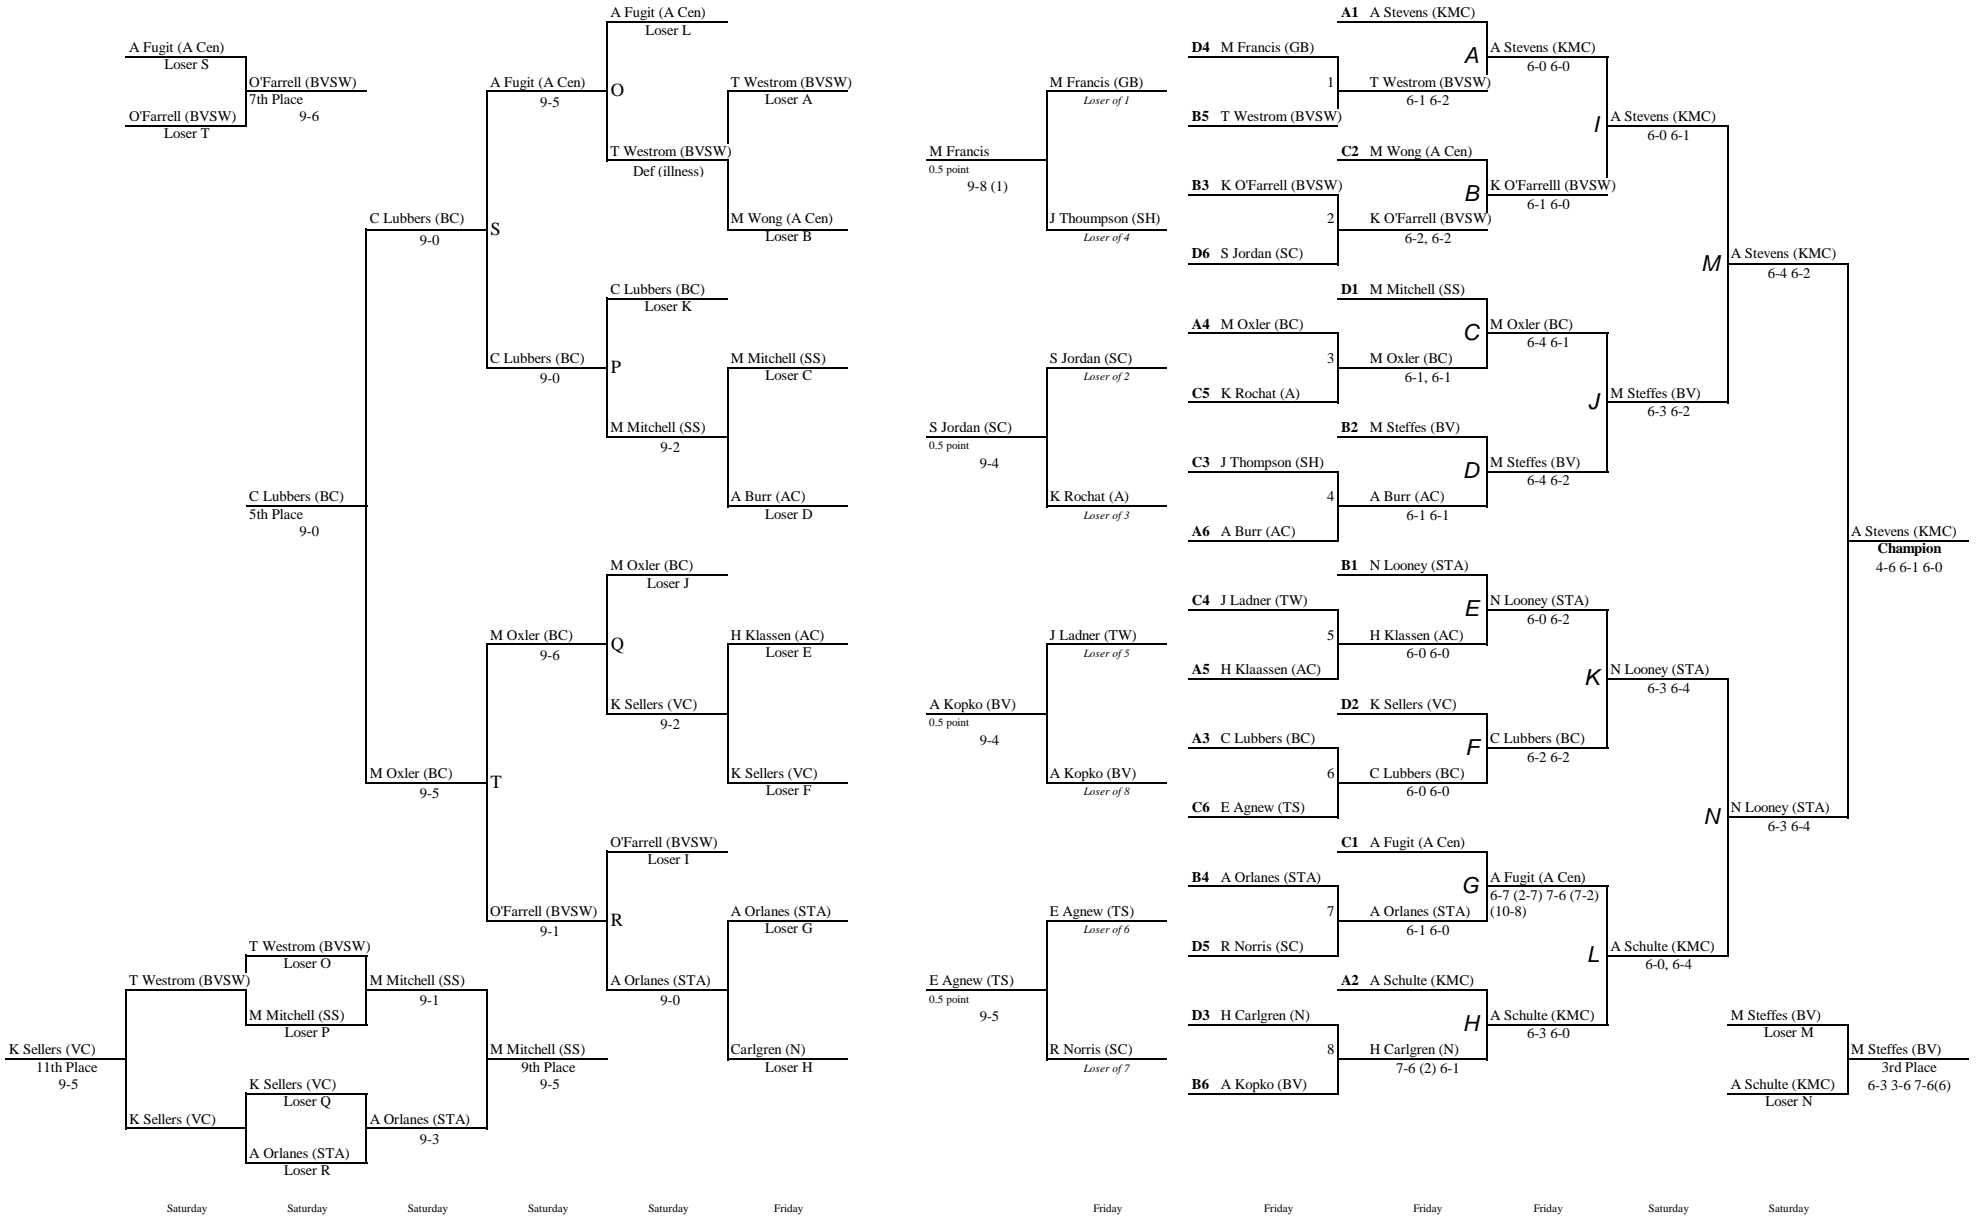 A Fugit (A Cen)
Loser S
O'Farrell (BVSW)
7th Place
9-6
O'Farrell (BVSW)
Loser T
C Lubbers (BC)
5th Place
9-0
C Lubbers (BC)
9-0
M Oxler (BC)
9-5
A Fugit (A Cen)
9-5
S
C Lubbers (BC)
9-0
M Oxler (BC)
9-6
T
O'Farrell (BVSW)
9-1
A Fugit (A Cen)
Loser L
O
T Westrom (BVSW)
Def (illness)
C Lubbers (BC)
Loser K
P
M Mitchell (SS)
9-2
M Oxler (BC)
Loser J
Q
K Sellers (VC)
9-2
O'Farrell (BVSW)
Loser I
R
A Orlanes (STA)
9-0
T Westrom (BVSW)
Loser A
M Wong (A Cen)
Loser B
M Mitchell (SS)
Loser C
A Burr (AC)
Loser D
H Klassen (AC)
Loser E
K Sellers (VC)
Loser F
A Orlanes (STA)
Loser G
Carlgren (N)
Loser H
K Sellers (VC)
11th Place
9-5
T Westrom (BVSW)
K Sellers (VC)
T Westrom (BVSW)
Loser O
M Mitchell (SS)
Loser P
K Sellers (VC)
Loser Q
A Orlanes (STA)
Loser R
M Mitchell (SS)
9-1
A Orlanes (STA)
9-3
M Mitchell (SS)
9th Place
9-5
M Francis
0.5 point
9-8 (1)
S Jordan (SC)
0.5 point
9-4
A Kopko (BV)
0.5 point
9-4
E Agnew (TS)
0.5 point
9-5
M Francis (GB)
Loser of 1
J Thoumpson (SH)
Loser of 4
S Jordan (SC)
Loser of 2
K Rochat (A)
Loser of 3
J Ladner (TW)
Loser of 5
A Kopko (BV)
Loser of 8
E Agnew (TS)
Loser of 6
R Norris (SC)
Loser of 7
D4 M Francis (GB)
1
B5 T Westrom (BVSW)
B3 K O'Farrell (BVSW)
2
D6 S Jordan (SC)
A4 M Oxler (BC)
3
C5 K Rochat (A)
C3 J Thompson (SH)
4
A6 A Burr (AC)
C4 J Ladner (TW)
5
A5 H Klaassen (AC)
A3 C Lubbers (BC)
6
C6 E Agnew (TS)
B4 A Orlanes (STA)
7
D5 R Norris (SC)
D3 H Carlgren (N)
8
B6 A Kopko (BV)
A1 A Stevens (KMC)
A
T Westrom (BVSW)
6-1 6-2
C2 M Wong (A Cen)
B
K O'Farrell (BVSW)
6-2, 6-2
D1 M Mitchell (SS)
C
M Oxler (BC)
6-1, 6-1
B2 M Steffes (BV)
D
A Burr (AC)
6-1 6-1
B1 N Looney (STA)
E
H Klassen (AC)
6-0 6-0
D2 K Sellers (VC)
F
C Lubbers (BC)
6-0 6-0
C1 A Fugit (A Cen)
G
A Orlanes (STA)
6-1 6-0
A2 A Schulte (KMC)
H
H Carlgren (N)
7-6 (2) 6-1
A Stevens (KMC)
6-0 6-0
I
K O'Farrelll (BVSW)
6-1 6-0
M Oxler (BC)
6-4 6-1
J
M Steffes (BV)
6-4 6-2
N Looney (STA)
6-0 6-2
K
C Lubbers (BC)
6-2 6-2
A Fugit (A Cen)
6-7 (2-7) 7-6 (7-2)
(10-8)
L
A Schulte (KMC)
6-3 6-0
A Stevens (KMC)
6-0 6-1
M
M Steffes (BV)
6-3 6-2
N Looney (STA)
6-3 6-4
N
A Schulte (KMC)
6-0, 6-4
A Stevens (KMC)
6-4 6-2
N Looney (STA)
6-3 6-4
A Stevens (KMC)
Champion
4-6 6-1 6-0
M Steffes (BV)
Loser M
A Schulte (KMC)
Loser N
M Steffes (BV)
3rd Place
6-3 3-6 7-6(6)
Saturday Saturday Saturday Saturday Saturday Friday Friday Friday Friday Friday Saturday Saturday